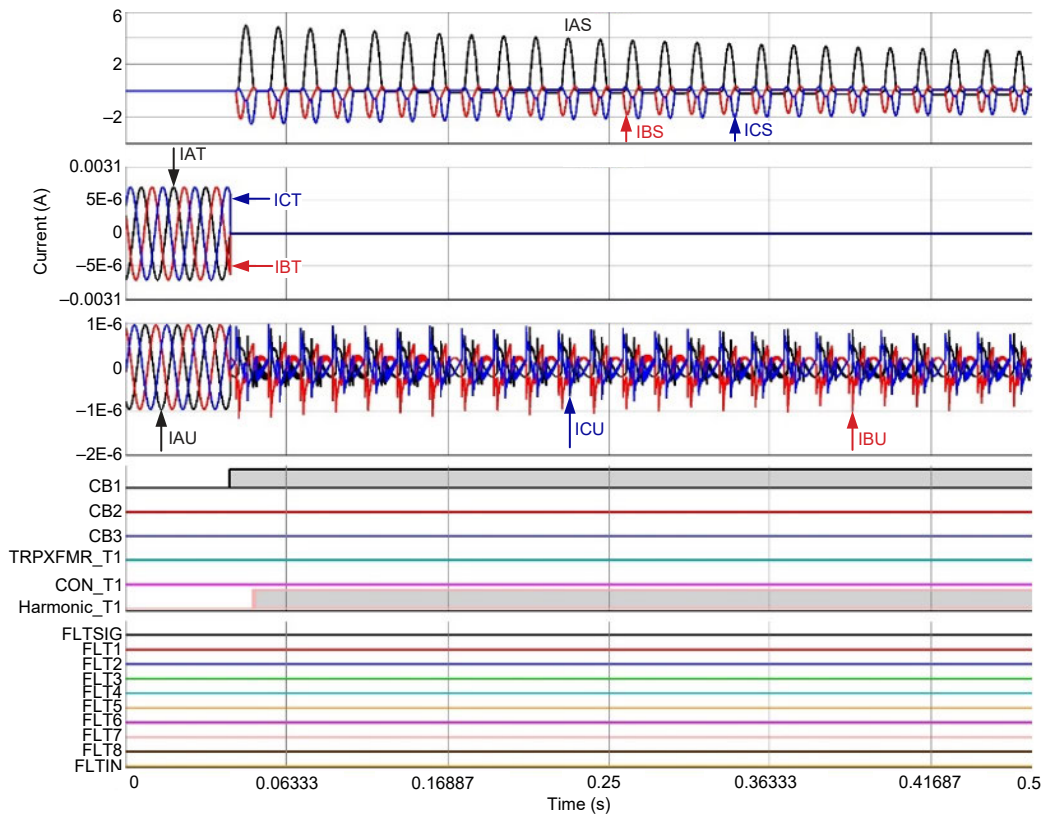 6
IAS
2
–2
IBS
ICS
IAT
0.0031
5E-6
ICT
0
Current (A)
–5E-6
IBT
–0.0031
1E-6
0
–1E-6
IAU
ICU
IBU
–2E-6
CB1
CB2
CB3
TRPXFMR_T1
CON_T1
Harmonic_T1
FLTSIG
FLT1
FLT2
FLT3
FLT4
FLT5
FLT6
FLT7
FLT8
FLTIN
0 0.06333 0.16887 0.25 0.36333 0.41687 0.5
Time (s)